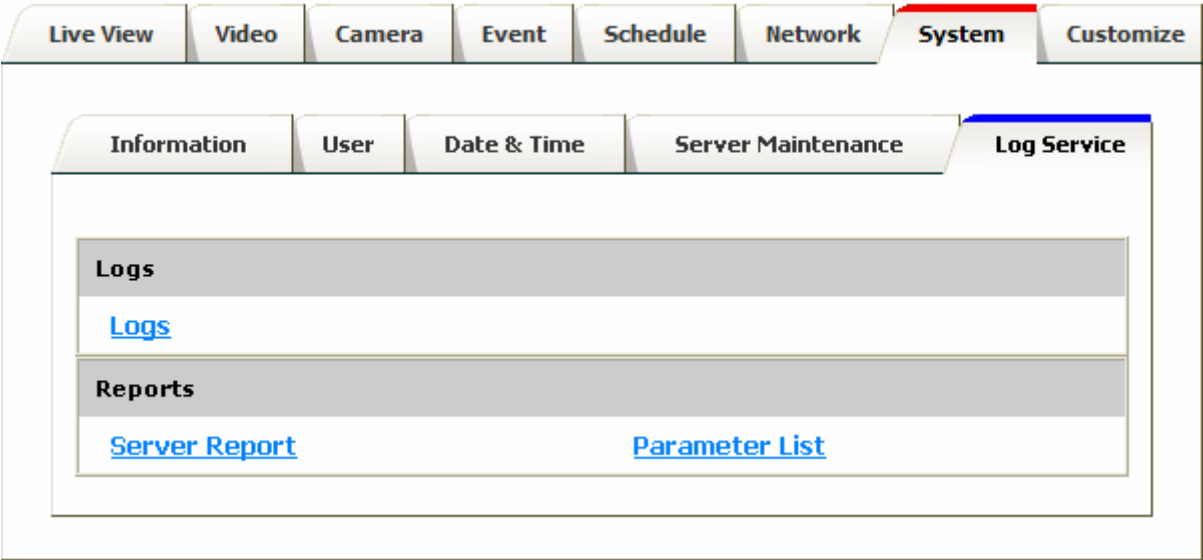 Live View Video Camera Event Schedule Network System Customize
Information User Date & Time Server Maintenance Log Service
Logs
Logs
Reports
Server Report Parameter List